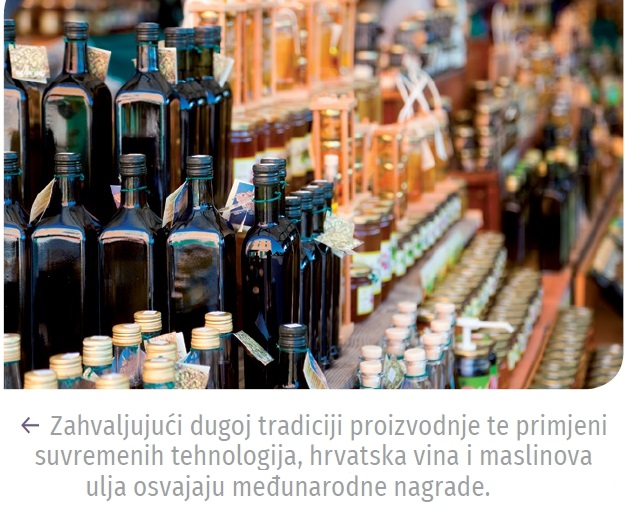 ← Zahvaljujući dugoj tradiciji proizvodnje te primjeni
suvremenih tehnologija, hrvatska vina i maslinova
ulja osvajaju međunarodne nagrade.